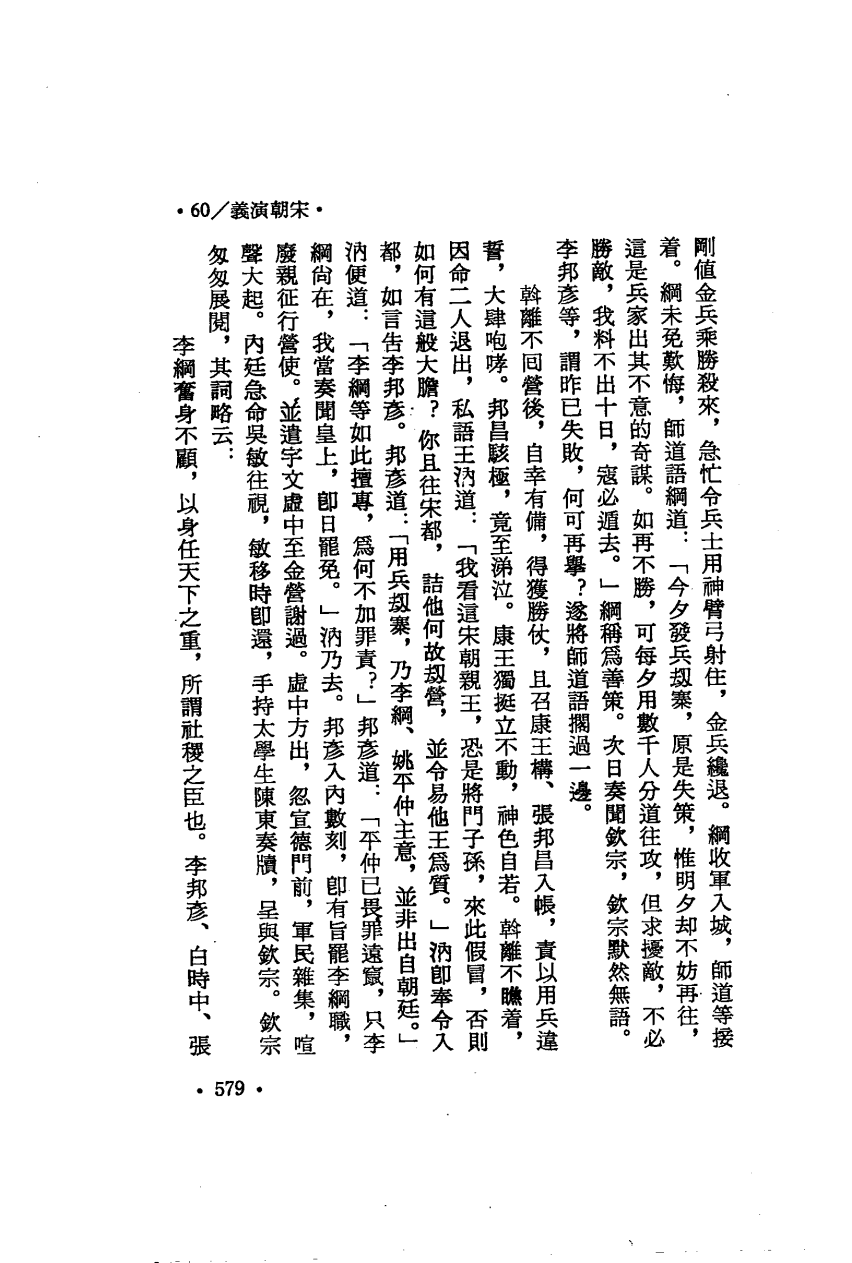 •60/義演朝宋•
剛値金兵乘勝殺來，急忙令兵士用神臂弓射住，金兵纔退。綱收軍入城，師道等接
着。綱未免歎悔，師道語綱道：「今夕發兵刼寨，原是失策，惟明夕却不妨再往，
這是兵家出其不意的奇謀。如再不勝，可每夕用數千人分道往攻，但求擾敵，不必
勝敵，我料不出十日，寇必遁去。」綱稱爲善策。次日奏聞欽宗，欽宗默然無語。
李邦彥等，謂昨已失敗，何可再擧？遂將師道語擱過一邊。
斡離不囘營後，自幸有備，得獲勝仗，且召康王構、張邦昌入帳，責以用兵違
誓，大肆咆哮。邦昌駭極，竟至涕泣。康王獨挺立不動，神色自若。斡離不瞧着，
因命二人退出，私語王汭道：「我看這宋朝親王，恐是將門子孫，來此假冒，否則
如何有這般大膽？你且往宋都，詰他何故刼營，並令易他王爲質。」汭卽奉令入
都，如言告李邦彥。邦彥道：「用兵刼寨，乃李綱、姚平仲主意，並非出自朝廷。」
汭便道：「李綱等如此擅專，爲何不加罪責？」邦彥道：「平仲已畏罪遠竄，只李
綱尙在，我當奏聞皇上，卽日罷免。」汭乃去。邦彥入內數刻，卽有旨罷李綱職，
廢親征行營使。並遣宇文虛中至金營謝過。虛中方出，忽宣德門前，軍民雜集，喧
聲大起。內廷急命吳敏往視，敏移時卽還，手持太學生陳東奏牘，呈與欽宗。欽宗
匆匆展閱，其詞略云：
李綱奮身不顧，以身任天下之重，所謂社稷之臣也。李邦彥、白時中、張
•579•